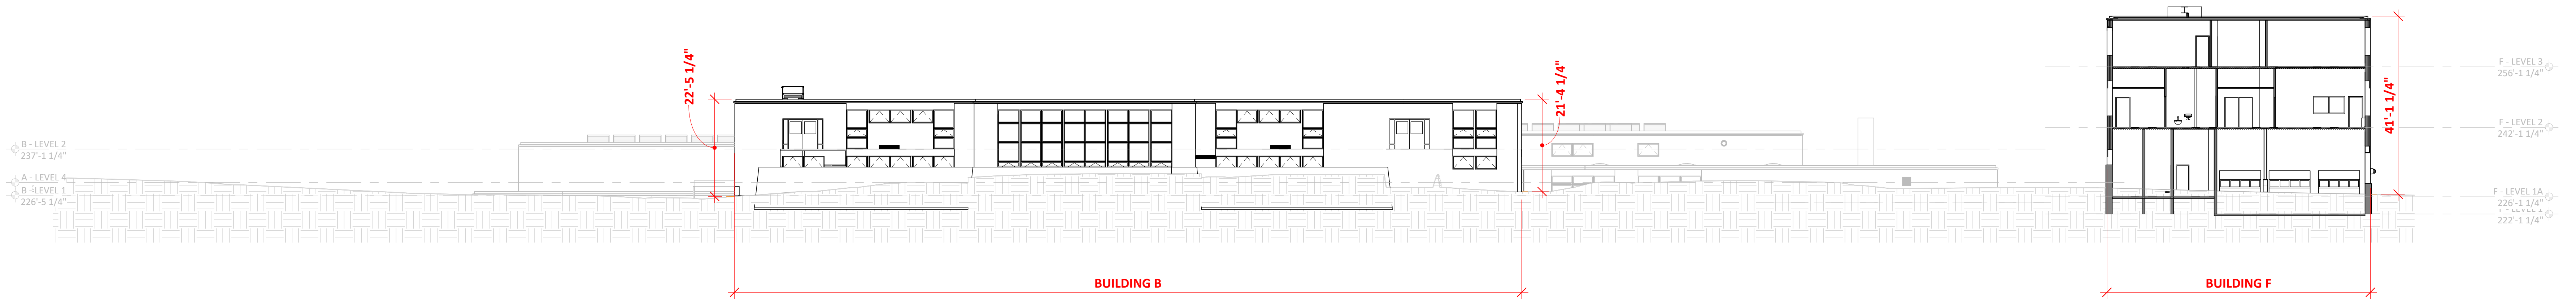 22'-5 1/4"
21'-4 1/4"
41'-1 1/4"
F - LEVEL 3
256'-1 1/4"
F - LEVEL 2
242'-1 1/4"
B - LEVEL 2
237'-1 1/4"
A - LEVEL 4
B - LEVEL 1
226'-5 1/4"
F - LEVEL 1A
226'-1 1/4"
F - LEVEL 1
222'-1 1/4"
BUILDING B
BUILDING F